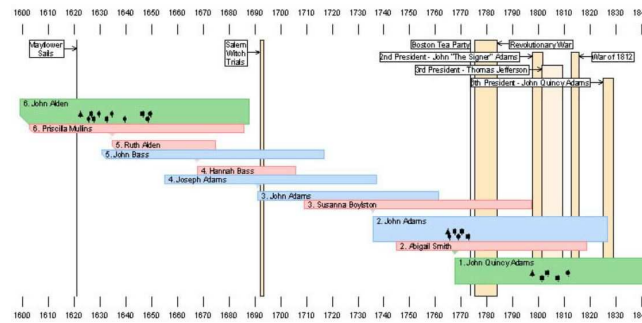 1600 1610 1620 1630 1640 1650 1660 1670 1680 1690 1700 1710 1720 1730 1740 1750 1760 1770 1780 1790 1800 1810 1820 1830
Mayflower
Sails
Salem
Witch
Trials
Boston Tea Party
Revolutionary War
2nd President - John "The Signer" Adams
War of 1812
3rd President - Thomas Jefferson
th President - John Quincy Adams
6. John Alden
6. Priscilla Mullins
5. Ruth Alden
5. John Bass
4. Hannah Bass
4. Joseph Adams
3. John Adams
3. Susanna Boylston
2. John Adams
2. Abigail Smith
1. John Quincy Adams
1600 1610 1620 1630 1640 1650 1660 1670 1680 1690 1700 1710 1720 1730 1740 1750 1760 1770 1780 1790 1800 1810 1820 1830